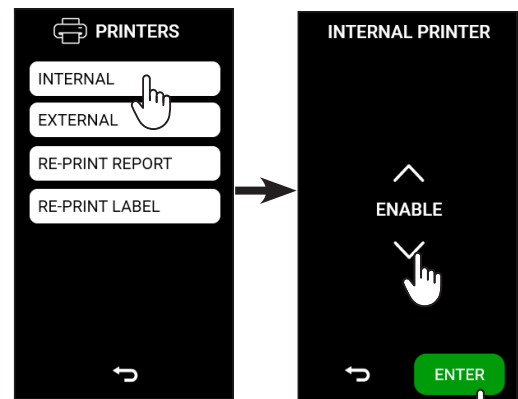 PRINTERS
INTERNAL
EXTERNAL
RE-PRINT REPORT
RE-PRINT LABEL
INTERNAL PRINTER
ENABLE
ENTER